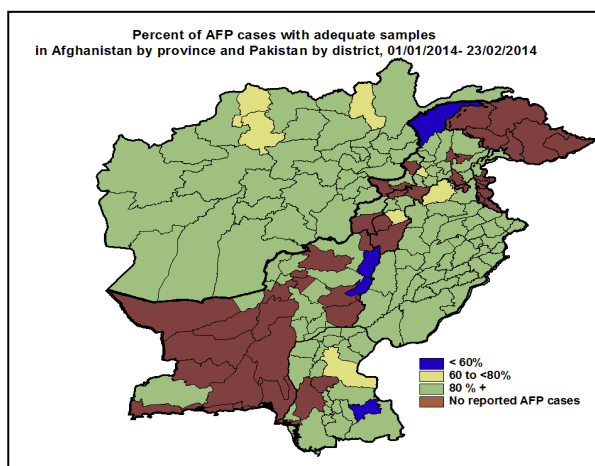 Percent of AFP cases with adequate samples
in Afghanistan by province and Pakistan by district, 01/01/2014- 23/02/2014
< 60%
60 to <80%
80 % +
No reported AFP cases